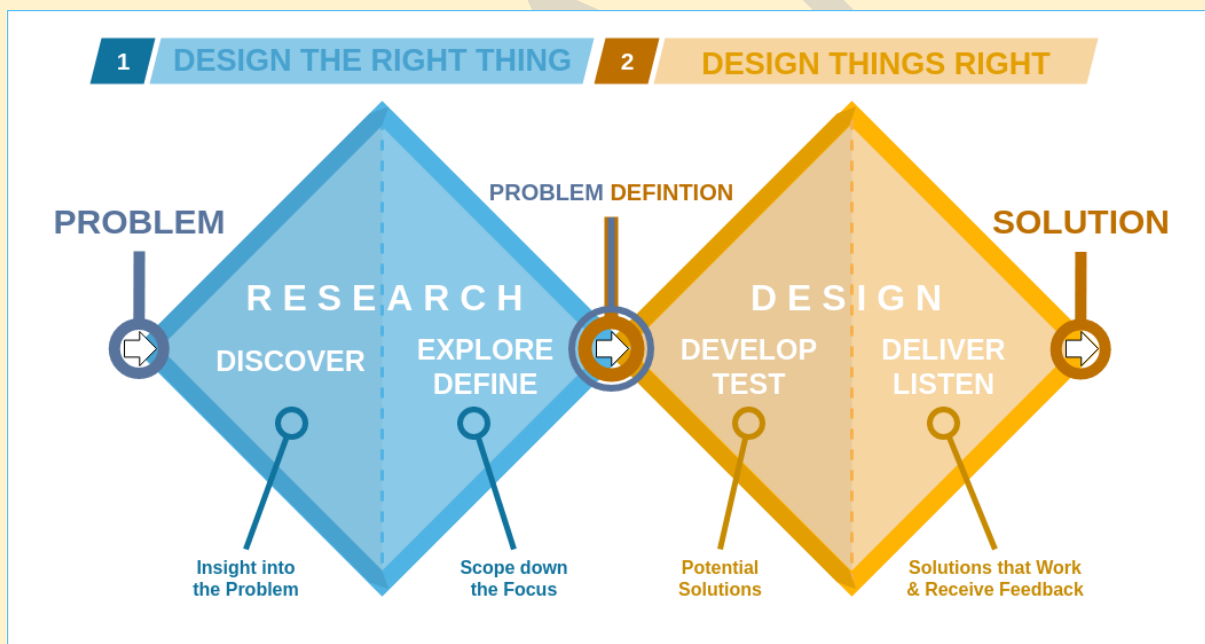 1 DESIGN THE RIGHT THING 2 DESIGN THINGS RIGHT
PROBLEM DEFINTION
PROBLEM
SOLUTION
RESEARCH
DISCOVER
EXPLORE
DEFINE
DESIGN
DEVELOP
TEST
DELIVER
LISTEN
Insight into
the Problem
Scope down
the Focus
Potential
Solutions
Solutions that Work
& Receive Feedback